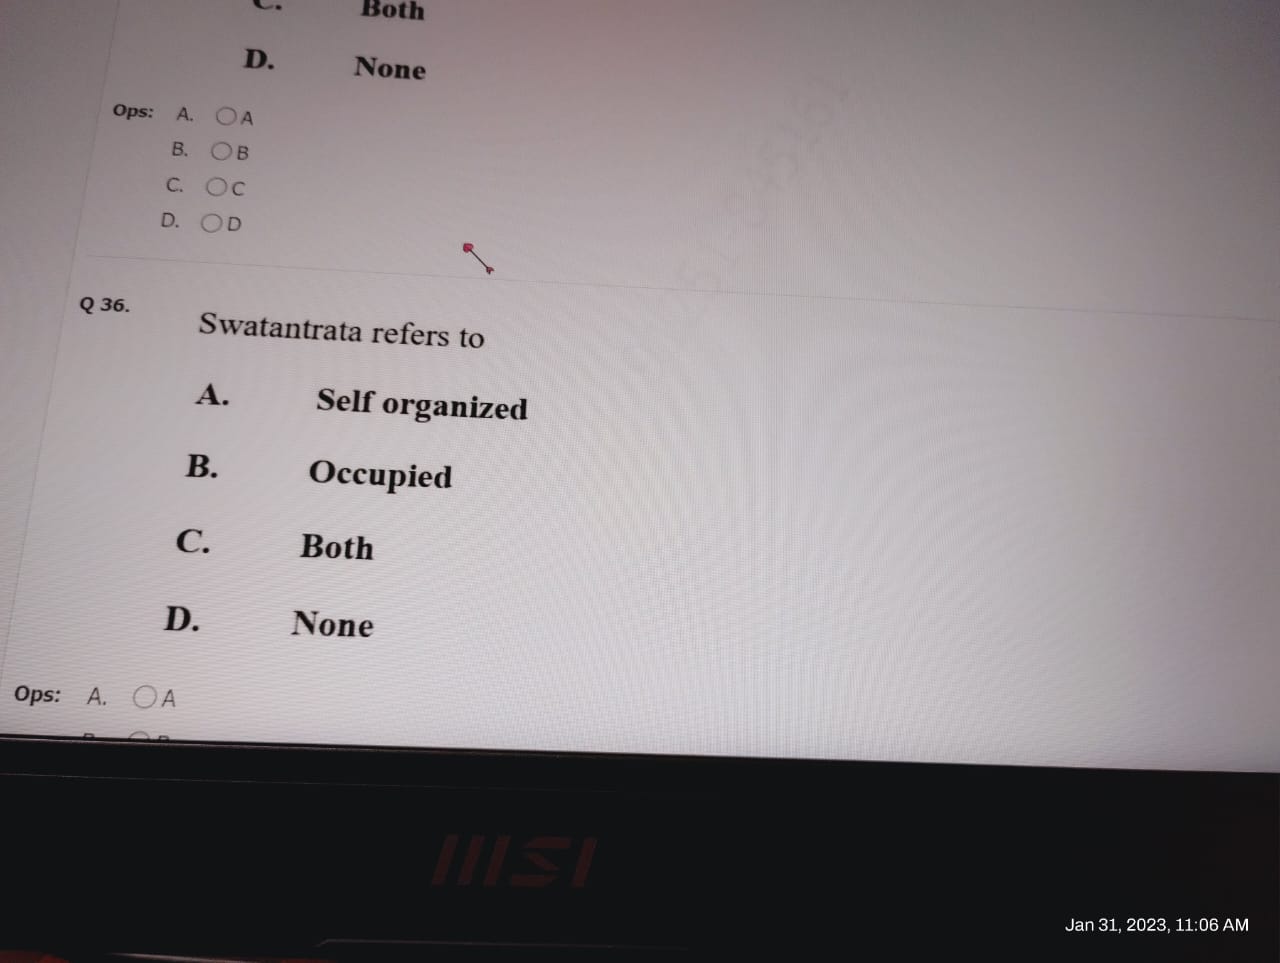 C. Both
D. None
Ops: A. A
B. B
C. C
D. D
Q 36. Swatantrata refers to
A. Self organized
B. Occupied
C. Both
D. None
Ops: A. A
msi
Jan 31, 2023, 11:06 AM